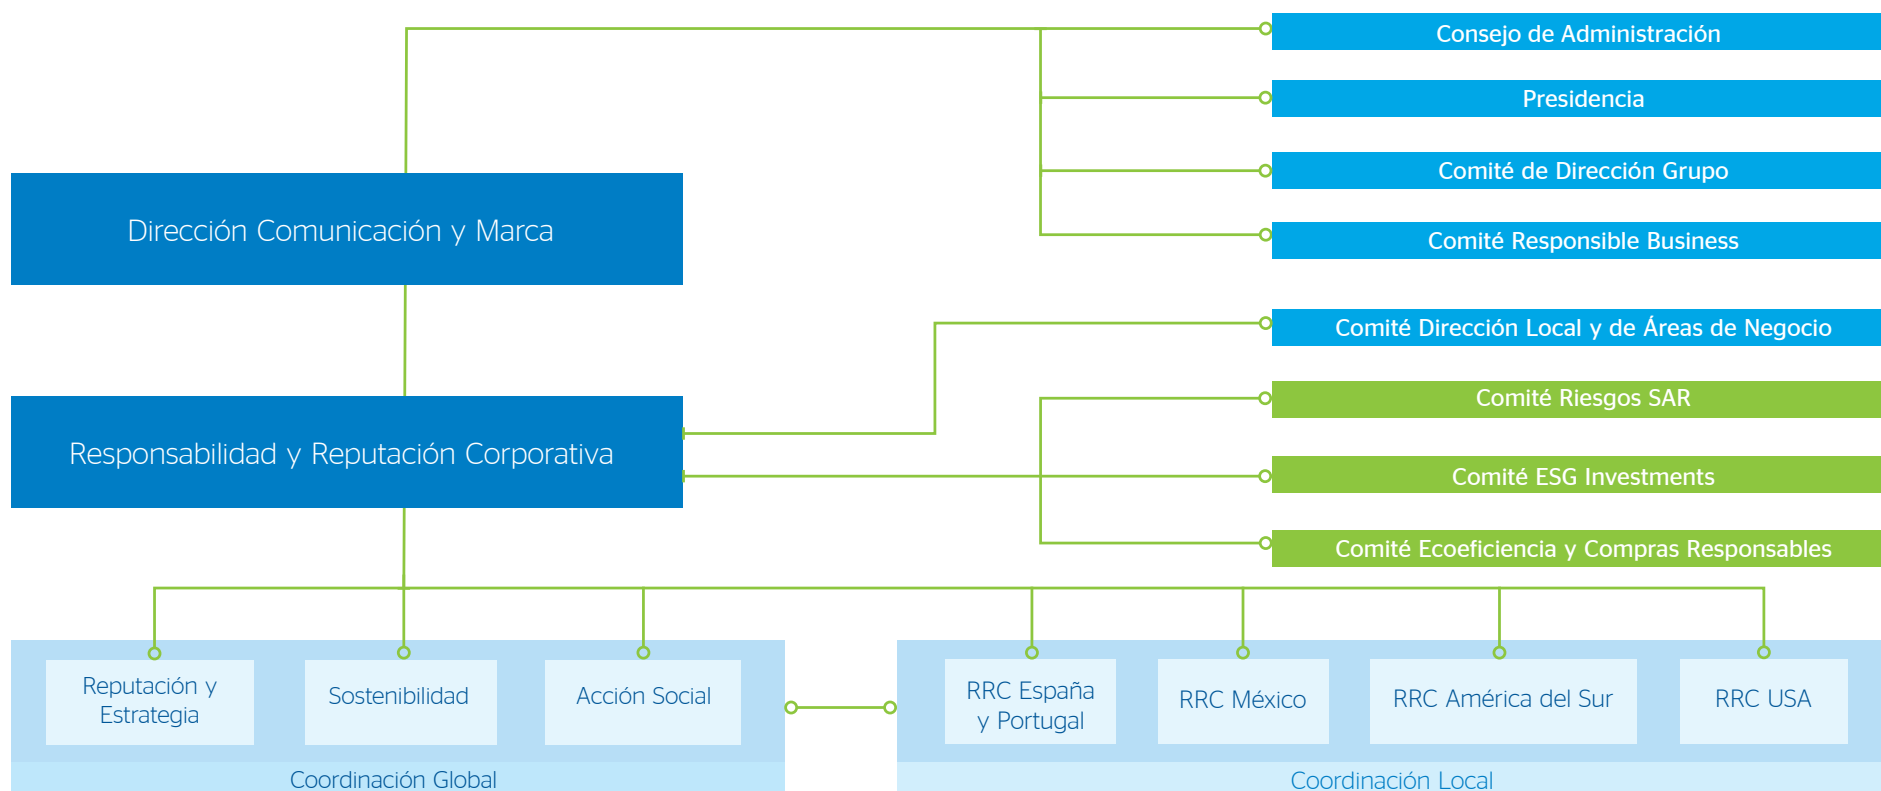 Consejo de Administración
Presidencia
Comité de Dirección Grupo
Comité Responsible Business
Dirección Comunicación y Marca
Comité Dirección Local y de Áreas de Negocio
Comité Riesgos SAR
Comité ESG Investments
Comité Ecoeficiencia y Compras Responsables
Responsabilidad y Reputación Corporativa
Reputación y
Estrategia
Sostenibilidad
Acción Social
Coordinación Global
RRC España
y Portugal
RRC México
RRC América del Sur
RRC USA
Coordinación Local